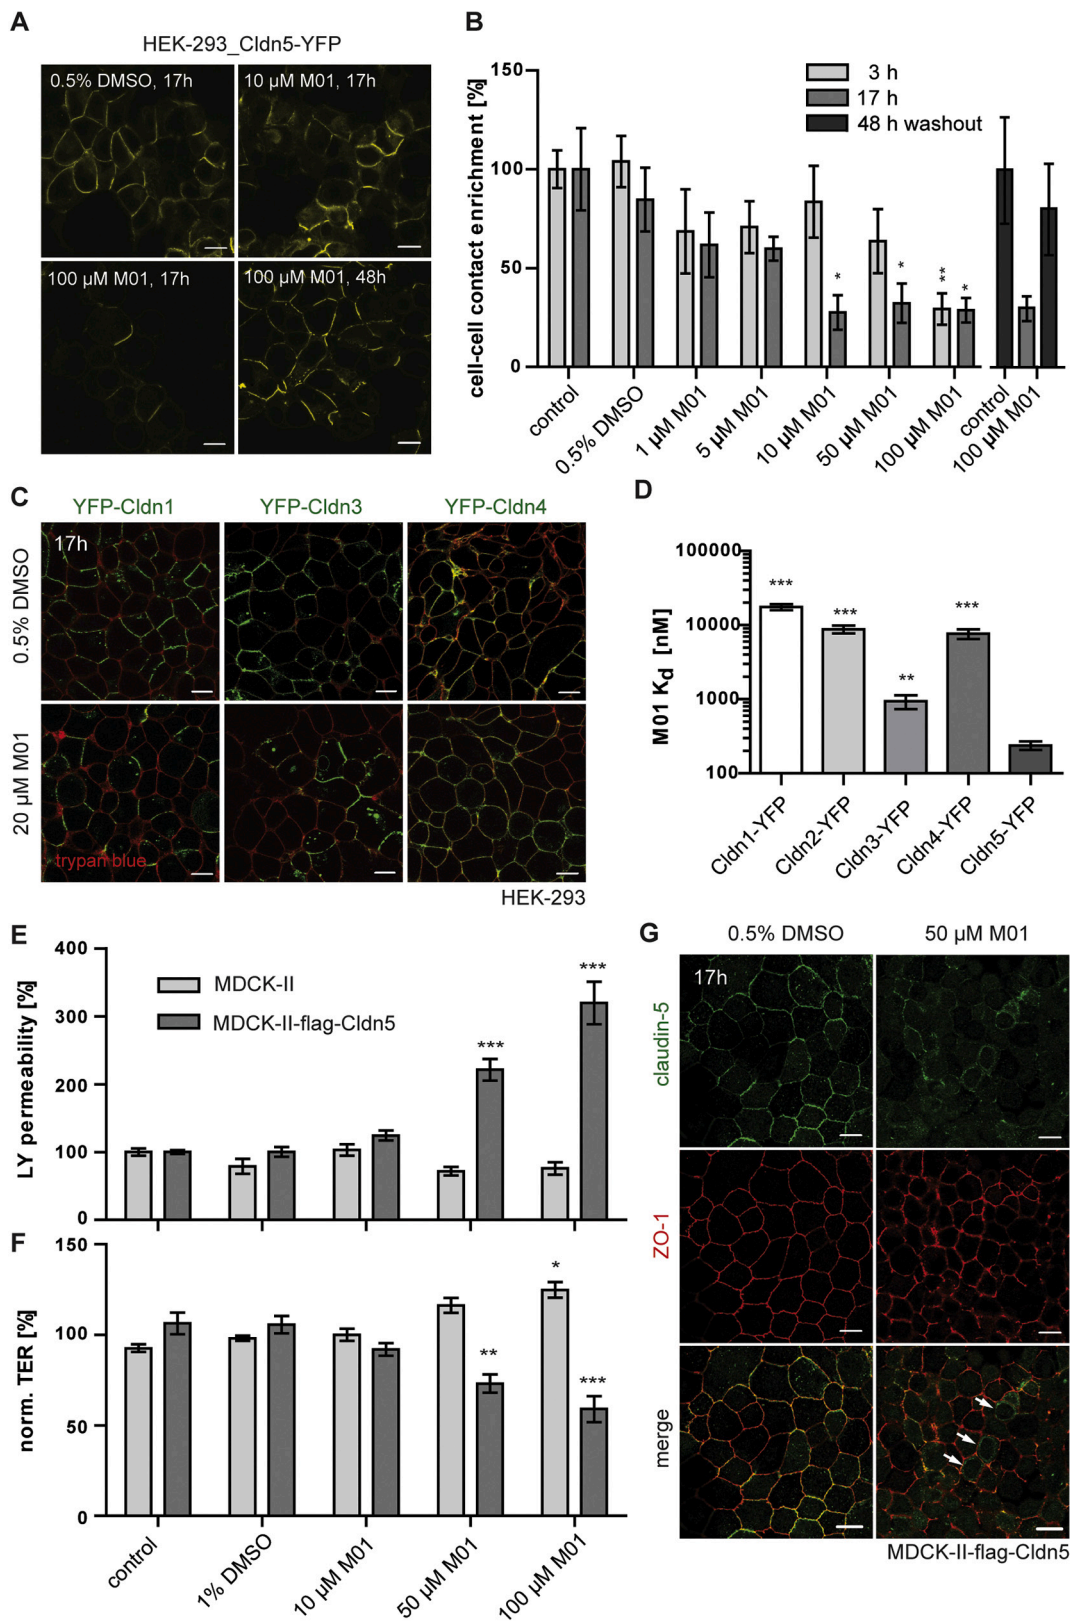 A
HEK-293_Cldn5-YFP
0.5% DMSO, 17h
10 µM M01, 17h
100 µM M01, 17h
100 µM M01, 48h
B
cell-cell contact enrichment [%]
150
100
50
0
3 h
17 h
48 h washout
*
*
**
*
control
0.5% DMSO
1 µM M01
5 µM M01
10 µM M01
50 µM M01
100 µM M01
control
100 µM M01
C
YFP-Cldn1
YFP-Cldn3
YFP-Cldn4
0.5% DMSO
17h
20 µM M01
trypan blue
HEK-293
D
M01 Kd [nM]
100000
10000
1000
100
***
***
**
***
Cldn1-YFP
Cldn2-YFP
Cldn3-YFP
Cldn4-YFP
Cldn5-YFP
E
LY permeability [%]
400
300
200
100
0
MDCK-II
MDCK-II-flag-Cldn5
***
***
F
norm. TER [%]
150
100
50
0
**
*
***
control
1% DMSO
10 µM M01
50 µM M01
100 µM M01
G
0.5% DMSO
50 µM M01
17h
claudin-5
ZO-1
merge
MDCK-II-flag-Cldn5